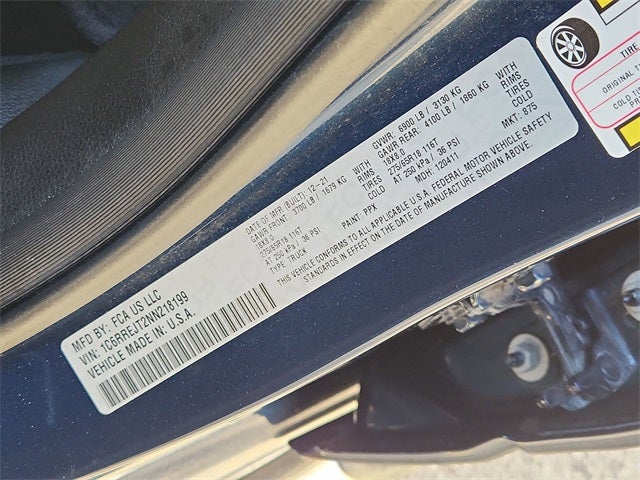 MFD BY: FCA US LLC
VIN: 1C6RREJT2NN218199
VEHICLE MADE IN: U.S.A.
DATE OF MFR (BUILT): 12-21
GAWR FRONT: 3700 LB / 1679 KG WITH
18X8.0 RIMS
275/65R18 116T TIRES
AT 250 kPa / 36 PSI COLD
TYPE: TRUCK
PAINT: PPX
GVWR: 6900 LB / 3130 KG
GAWR REAR: 4100 LB / 1860 KG WITH
18X8.0 RIMS
275/65R18 116T TIRES
AT 250 kPa / 36 PSI COLD
MDH: 120411
MKT: 875
THIS VEHICLE CONFORMS TO ALL APPLICABLE U.S.A. FEDERAL MOTOR VEHICLE SAFETY
STANDARDS IN EFFECT ON THE DATE OF MANUFACTURE SHOWN ABOVE.
TIRE
ORIGINAL
COLD